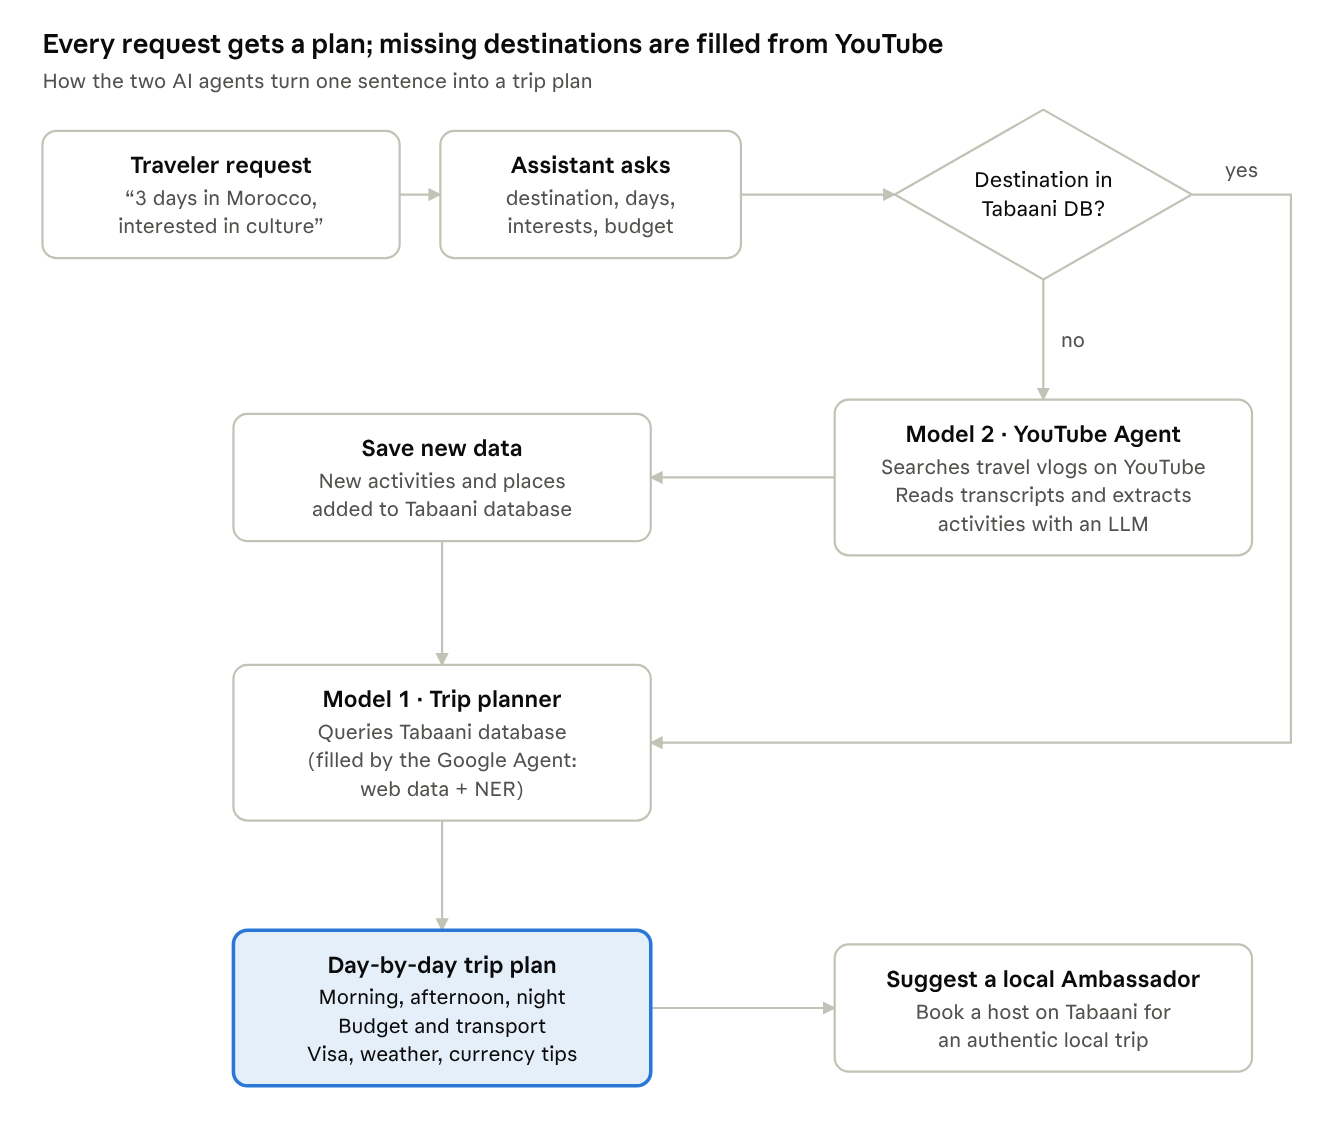 Every request gets a plan; missing destinations are filled from YouTube
How the two AI agents turn one sentence into a trip plan
Traveler request
“3 days in Morocco,
interested in culture”
Assistant asks
destination, days,
interests, budget
Destination in
Tabaani DB?
yes
no
Model 2 · YouTube Agent
Searches travel vlogs on YouTube
Reads transcripts and extracts
activities with an LLM
Save new data
New activities and places
added to Tabaani database
Model 1 · Trip planner
Queries Tabaani database
(filled by the Google Agent:
web data + NER)
Day-by-day trip plan
Morning, afternoon, night
Budget and transport
Visa, weather, currency tips
Suggest a local Ambassador
Book a host on Tabaani for
an authentic local trip